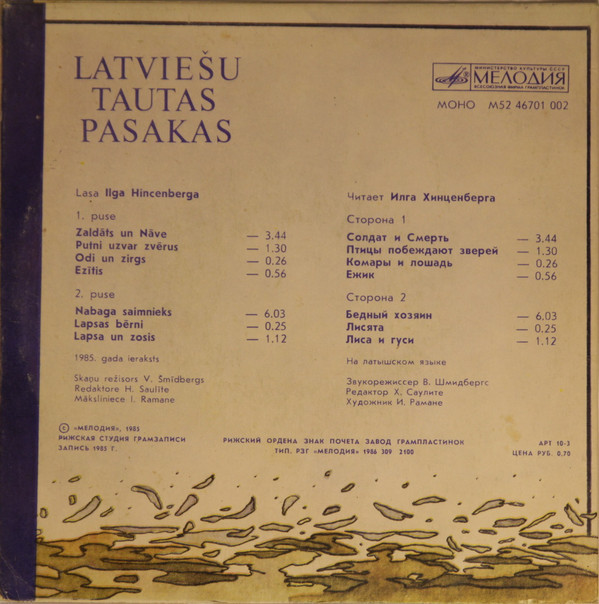 LATVIEŠU
TAUTAS
PASAKAS
МИНИСТЕРСТВО КУЛЬТУРЫ СССР
МЕЛОДИЯ
ВСЕСОЮЗНАЯ ФИРМА ГРАМПЛАСТИНОК
МОНО М52 46701 002
Lasa Ilga Hincenberga
1. puse
Zaldāts un Nāve — 3.44
Putni uzvar zvērus — 1.30
Odi un zirgs — 0.26
Ezītis — 0.56
2. puse
Nabaga saimnieks — 6.03
Lapsas bērni — 0.25
Lapsa un zosis — 1.12
1985. gada ieraksts
Skaņu režisors V. Šmīdbergs
Redaktore H. Saulīte
Māksliniece I. Ramane
Читает Илга Хинценберга
Сторона 1
Солдат и Смерть — 3.44
Птицы побеждают зверей — 1.30
Комары и лошадь — 0.26
Ежик — 0.56
Сторона 2
Бедный хозяин — 6.03
Лисята — 0.25
Лиса и гуси — 1.12
На латышском языке
Звукорежиссер В. Шмидбергс
Редактор Х. Саулите
Художник И. Рамане
© «МЕЛОДИЯ», 1985
РИЖСКАЯ СТУДИЯ ГРАМЗАПИСИ
ЗАПИСЬ 1985 Г.
РИЖСКИЙ ОРДЕНА ЗНАК ПОЧЕТА ЗАВОД ГРАМПЛАСТИНОК
ТИП. РЗГ «МЕЛОДИЯ» 1986 309 2100
АРТ 10-3
ЦЕНА РУБ. 0.70